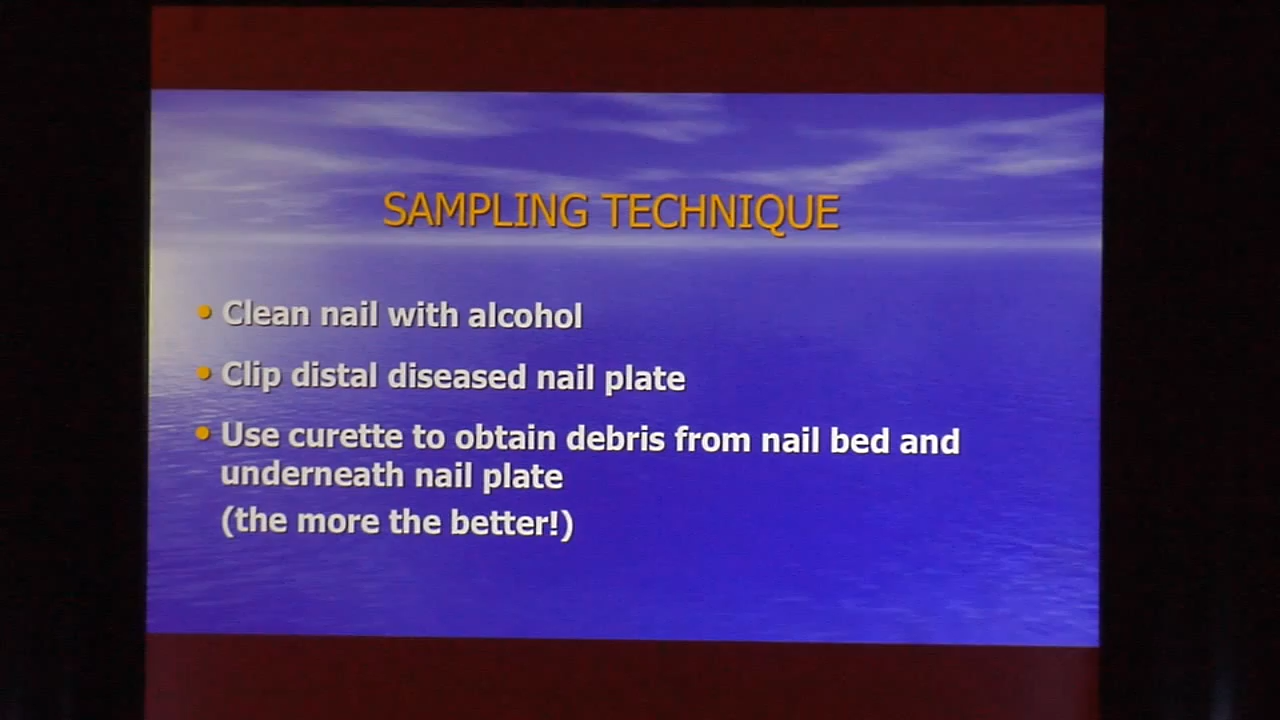 SAMPLING TECHNIQUE
• Clean nail with alcohol
• Clip distal diseased nail plate
• Use curette to obtain debris from nail bed and
underneath nail plate
(the more the better!)